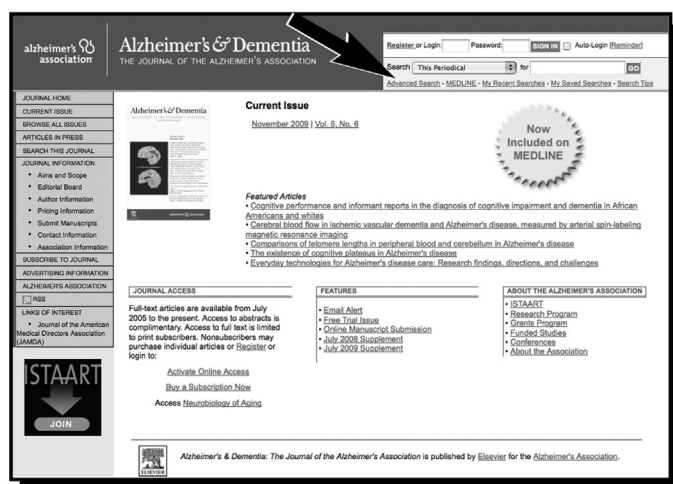 alzheimer's association
Alzheimer's & Dementia
THE JOURNAL OF THE ALZHEIMER'S ASSOCIATION
Register or Login: Password: SIGN IN Auto-Login [Reminder]
Search This Periodical for GO
Advanced Search - MEDLINE - My Recent Searches - My Saved Searches - Search Tips
JOURNAL HOME
CURRENT ISSUE
BROWSE ALL ISSUES
ARTICLES IN PRESS
SEARCH THIS JOURNAL
JOURNAL INFORMATION
• Aims and Scope
• Editorial Board
• Author Information
• Pricing Information
• Submit Manuscripts
• Contact Information
• Association Information
SUBSCRIBE TO JOURNAL
ADVERTISING INFORMATION
ALZHEIMER'S ASSOCIATION
RSS
LINKS OF INTEREST
• Journal of the American
Medical Directors Association
(JAMDA)
ISTAART
JOIN
Alzheimer's & Dementia
Current Issue
November 2009 | Vol. 5, No. 6
Now
Included on
MEDLINE
Featured Articles
• Cognitive performance and informant reports in the diagnosis of cognitive impairment and dementia in African
Americans and whites
• Cerebral blood flow in ischemic vascular dementia and Alzheimer's disease, measured by arterial spin-labeling
magnetic resonance imaging
• Comparisons of telomere lengths in peripheral blood and cerebellum in Alzheimer's disease
• The existence of cognitive plateaus in Alzheimer's disease
• Everyday technologies for Alzheimer's disease care: Research findings, directions, and challenges
JOURNAL ACCESS
Full-text articles are available from July
2005 to the present. Access to abstracts is
complimentary. Access to full text is limited
to print subscribers. Nonsubscribers may
purchase individual articles or Register or
login to:
Activate Online Access
Buy a Subscription Now
Access Neurobiology of Aging
FEATURES
• Email Alert
• Free Trial Issue
• Online Manuscript Submission
• July 2008 Supplement
• July 2009 Supplement
ABOUT THE ALZHEIMER'S ASSOCIATION
• ISTAART
• Research Program
• Grants Program
• Funded Studies
• Conferences
• About the Association
ELSEVIER
Alzheimer's & Dementia: The Journal of the Alzheimer's Association is published by Elsevier for the Alzheimer's Association.